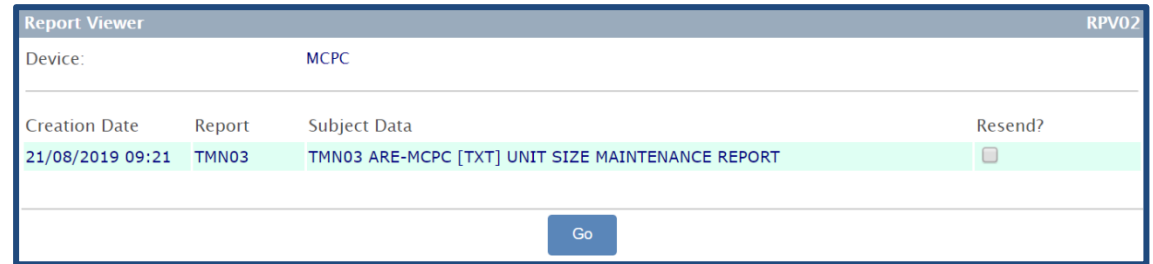 Report Viewer RPV02
Device: MCPC
Creation Date Report Subject Data Resend?
21/08/2019 09:21 TMN03 TMN03 ARE-MCPC [TXT] UNIT SIZE MAINTENANCE REPORT
Go